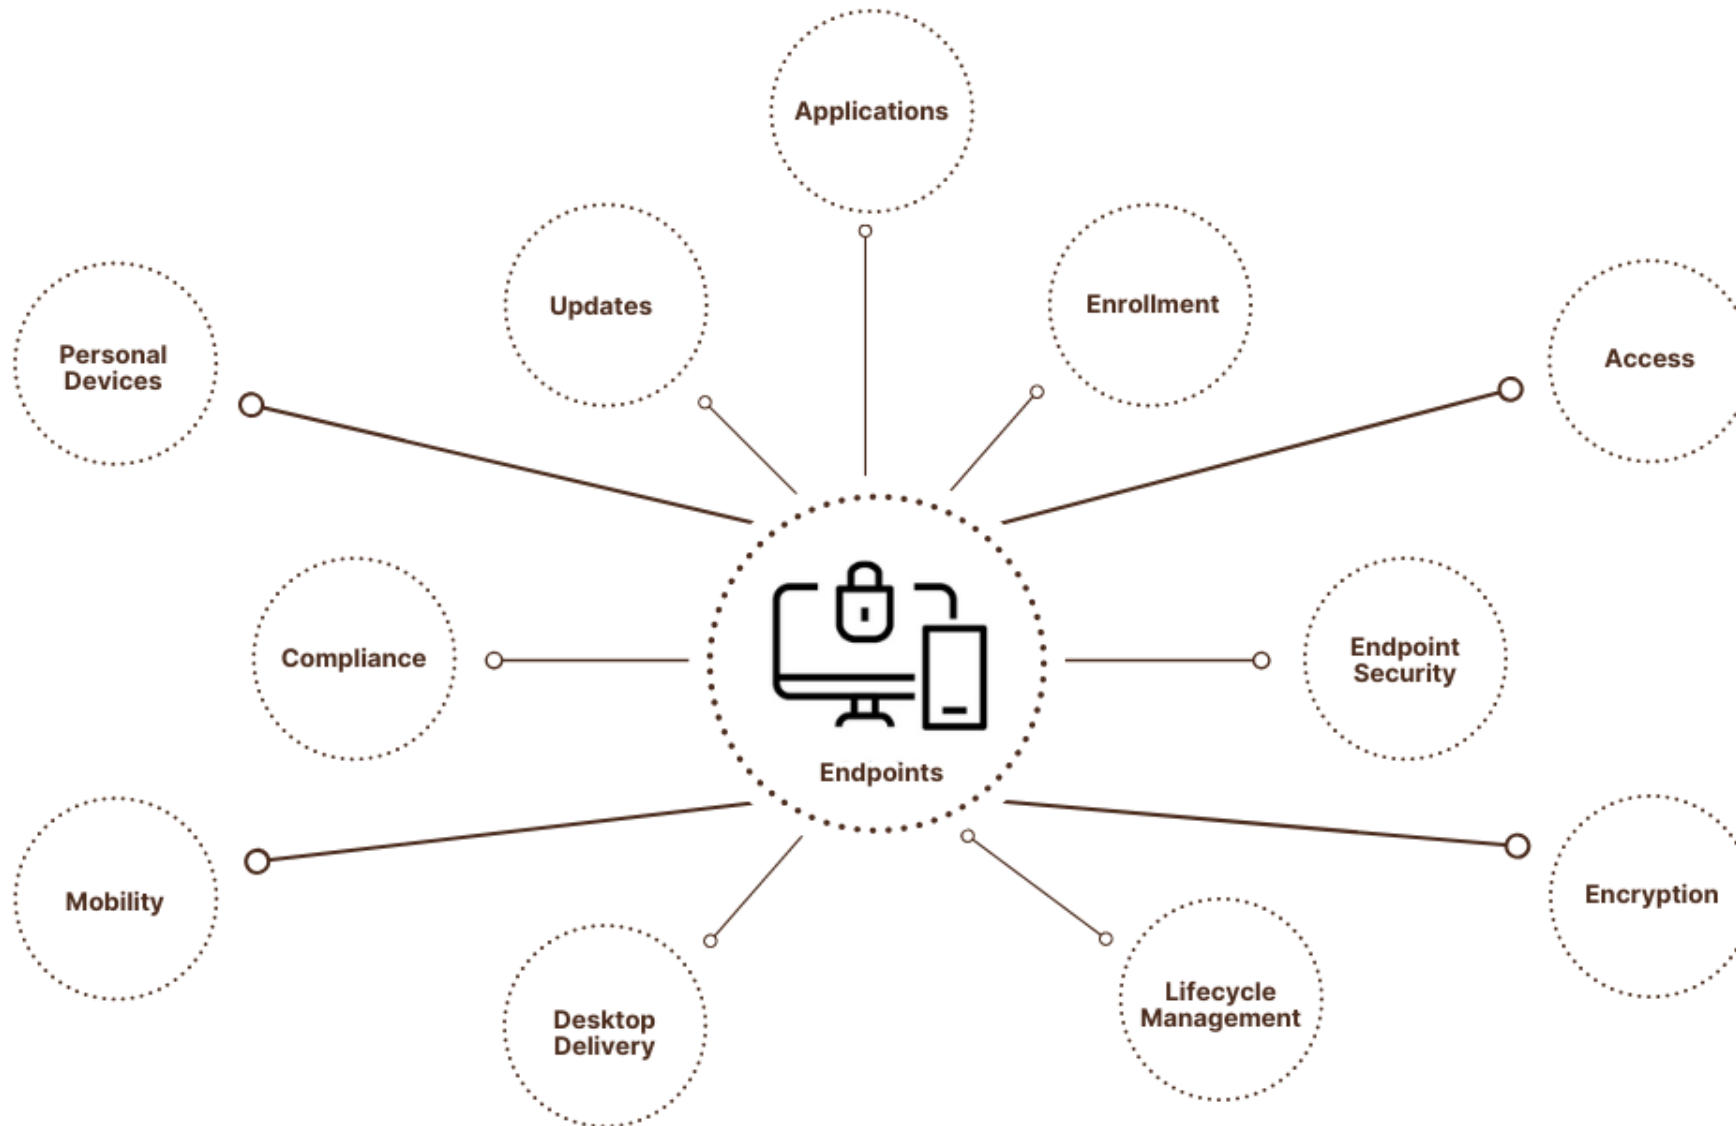 Applications
Updates
Enrollment
Personal
Devices
Access
Compliance
Endpoint
Security
Endpoints
Mobility
Encryption
Desktop
Delivery
Lifecycle
Management